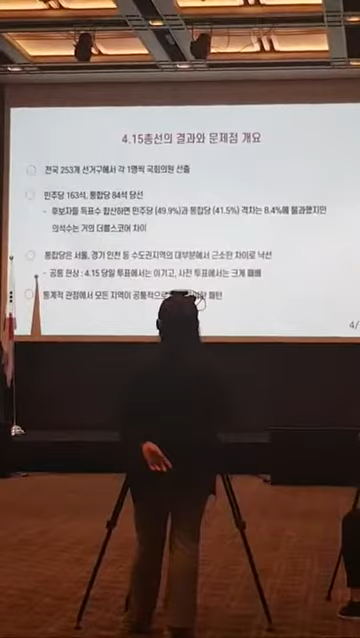 4.15총선의 결과와 문제점 개요
전국 253개 선거구에서 각 1명씩 국회의원 선출
민주당 163석, 통합당 84석 당선
- 후보자들 득표수 합산하면 민주당 (49.9%)과 통합당 (41.5%) 격차는 8.4%에 불과했지만
의석수는 거의 더블스코어 차이
통합당은 서울, 경기 인천 등 수도권지역의 대부분에서 근소한 차이로 낙선
- 공통 현상 : 4.15 당일 투표에서는 이기고, 사전 투표에서는 크게 패배
통계적 관점에서 모든 지역이 공통적으로 패턴
4/